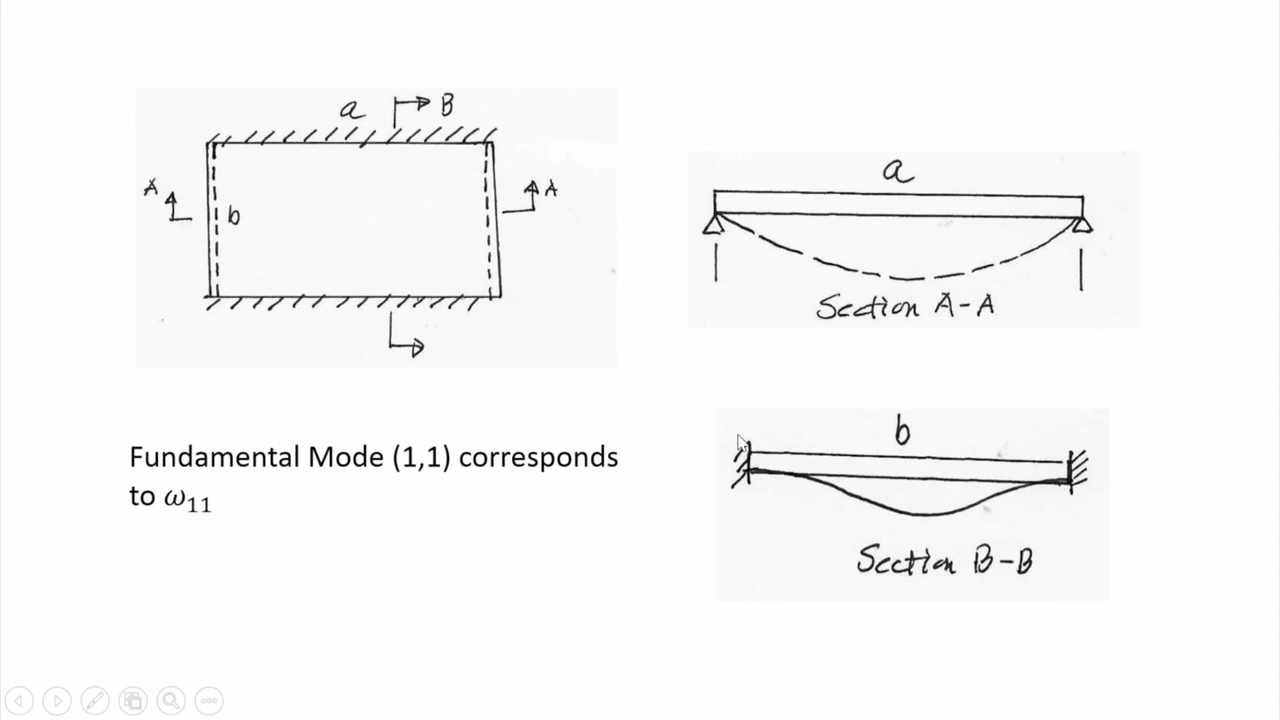 a
B
A
A
b
a
Section A-A
b
Section B-B
Fundamental Mode (1,1) corresponds
to ω₁₁